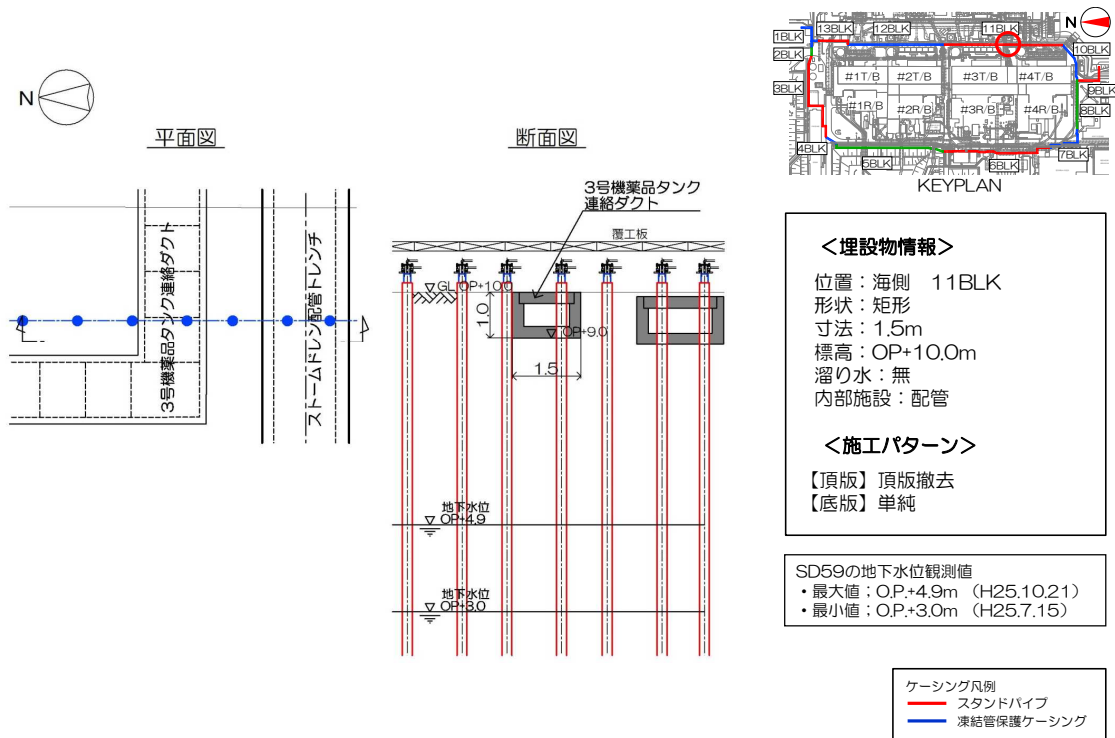 N
平面図
3号機薬品タンク連絡ダクト
ストームドレン配管トレンチ
断面図
3号機薬品タンク
連絡ダクト
覆工板
GL OP+10.0
1.0
OP+9.0
1.5
地下水位
OP+4.9
地下水位
OP+3.0
N
1BLK
13BLK
12BLK
11BLK
10BLK
2BLK
3BLK
#1T/B
#2T/B
#3T/B
#4T/B
9BLK
8BLK
#1R/B
#2R/B
#3R/B
#4R/B
4BLK
5BLK
6BLK
7BLK
KEYPLAN
＜埋設物情報＞
位置：海側 11BLK
形状：矩形
寸法：1.5m
標高：OP+10.0m
溜り水：無
内部施設：配管
＜施工パターン＞
【頂版】頂版撤去
【底版】単純
SD59の地下水位観測値
・最大値；O.P.+4.9m （H25.10.21）
・最小値；O.P.+3.0m （H25.7.15）
ケーシング凡例
スタンドパイプ
凍結管保護ケーシング